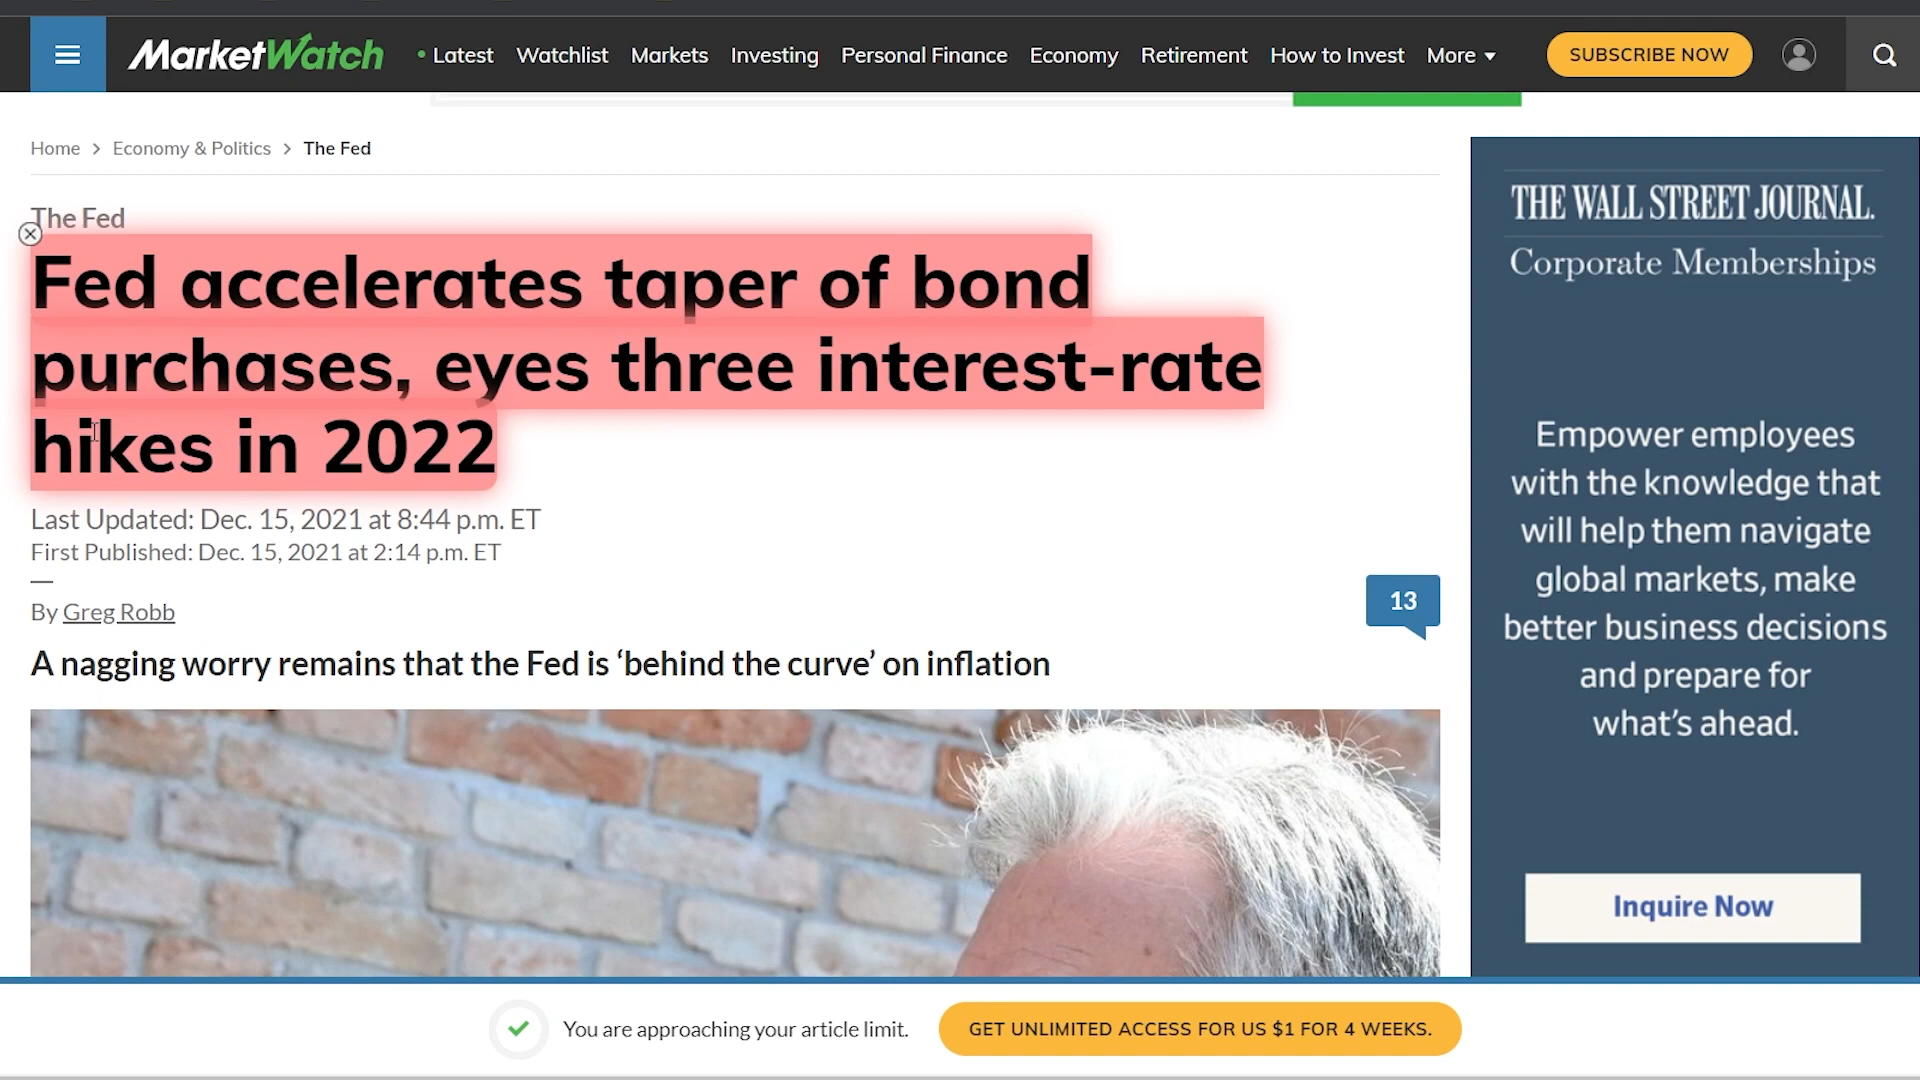 MarketWatch
Latest Watchlist Markets Investing Personal Finance Economy Retirement How to Invest More SUBSCRIBE NOW
Home > Economy & Politics > The Fed
The Fed
Fed accelerates taper of bond
purchases, eyes three interest-rate
hikes in 2022
Last Updated: Dec. 15, 2021 at 8:44 p.m. ET
First Published: Dec. 15, 2021 at 2:14 p.m. ET
By Greg Robb
13
A nagging worry remains that the Fed is ‘behind the curve’ on inflation
THE WALL STREET JOURNAL.
Corporate Memberships
Empower employees
with the knowledge that
will help them navigate
global markets, make
better business decisions
and prepare for
what’s ahead.
Inquire Now
You are approaching your article limit.
GET UNLIMITED ACCESS FOR US $1 FOR 4 WEEKS.